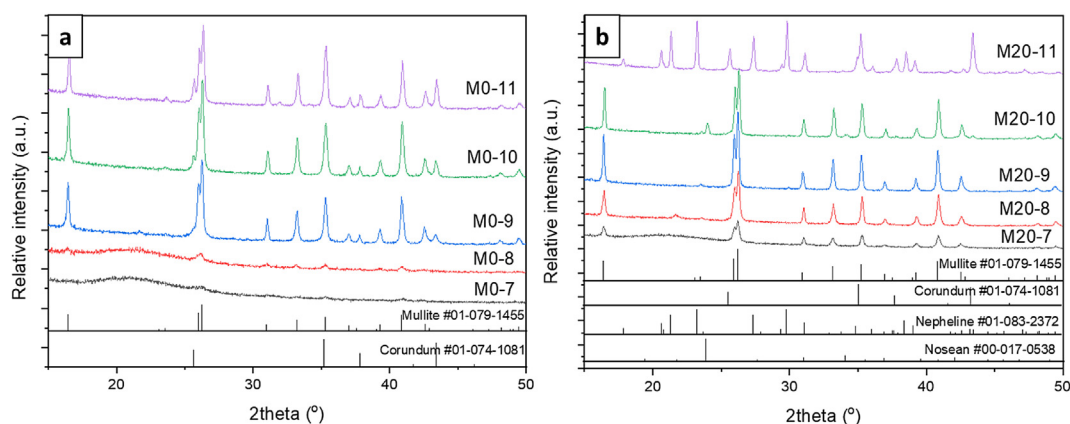 a
M0-11
M0-10
M0-9
M0-8
M0-7
Mullite #01-079-1455
Corundum #01-074-1081
20
30
40
50
2theta (º)
Relative intensity (a.u.)
b
M20-11
M20-10
M20-9
M20-8
M20-7
Mullite #01-079-1455
Corundum #01-074-1081
Nepheline #01-083-2372
Nosean #00-017-0538
20
30
40
50
2theta (º)
Relative intensity (a.u.)